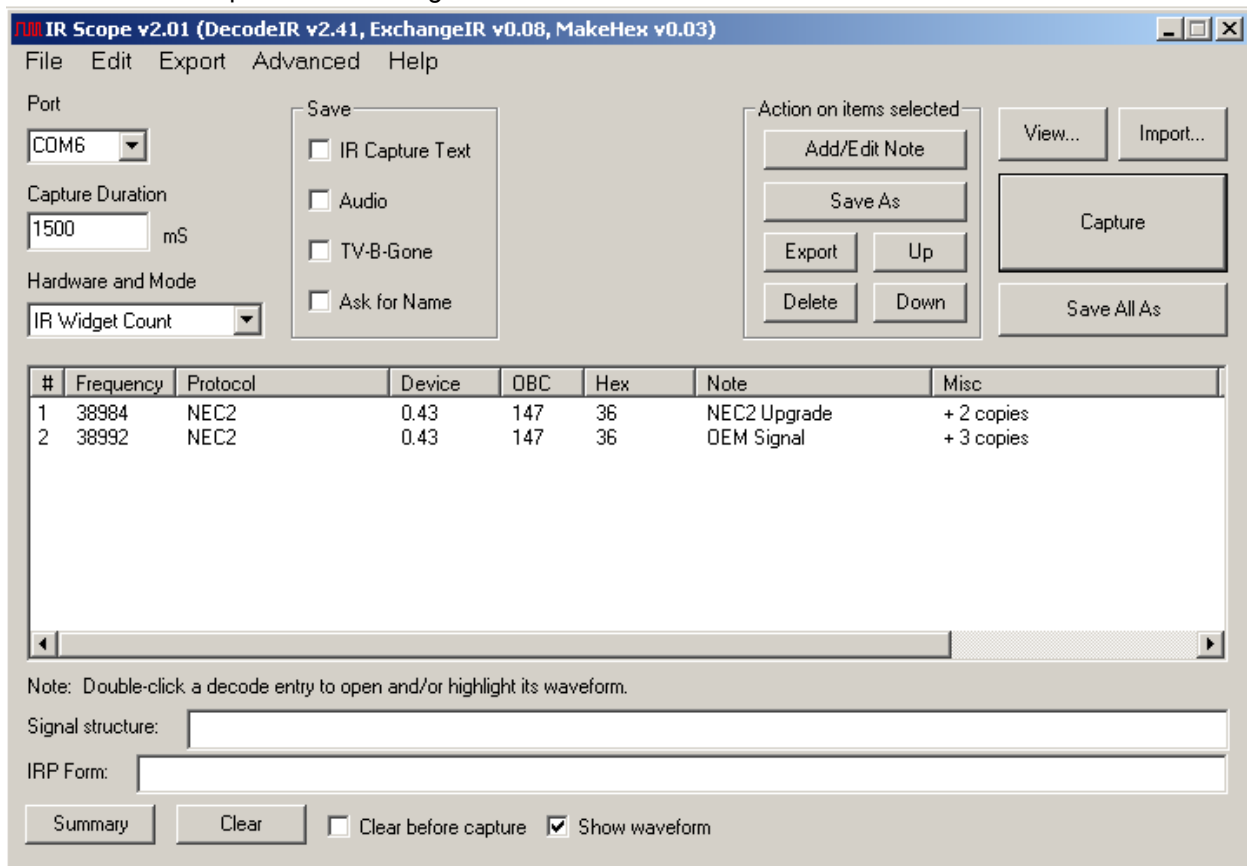 IR Scope v2.01 (DecodeIR v2.41, ExchangeIR v0.08, MakeHex v0.03)
File Edit Export Advanced Help
Port
COM6
Capture Duration
1500 mS
Hardware and Mode
IR Widget Count
Save
IR Capture Text
Audio
TV-B-Gone
Ask for Name
Action on items selected
Add/Edit Note
Save As
Export Up
Delete Down
View... Import...
Capture
Save All As
# Frequency Protocol Device OBC Hex Note Misc
1 38984 NEC2 0.43 147 36 NEC2 Upgrade + 2 copies
2 38992 NEC2 0.43 147 36 OEM Signal + 3 copies
Note: Double-click a decode entry to open and/or highlight its waveform.
Signal structure:
IRP Form:
Summary Clear Clear before capture Show waveform